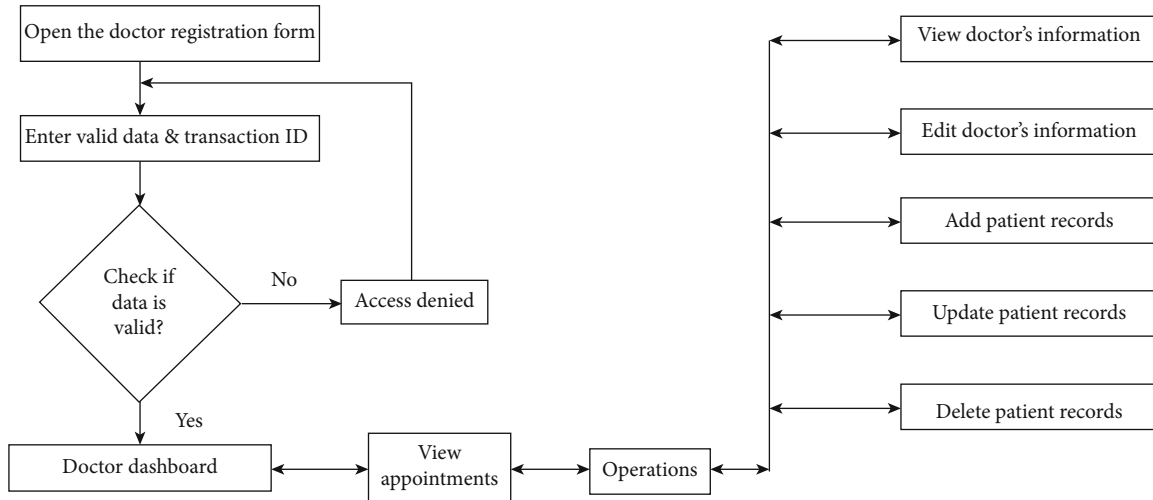 Open the doctor registration form
Enter valid data & transaction ID
Check if
data is
valid?
No
Access denied
Yes
Doctor dashboard
View
appointments
Operations
View doctor’s information
Edit doctor’s information
Add patient records
Update patient records
Delete patient records